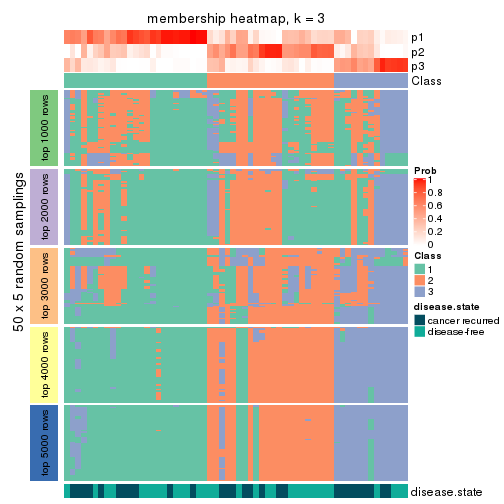 membership heatmap, k = 3
p1
p2
p3
Class
50 x 5 random samplings
top 1000 rows
top 2000 rows
top 3000 rows
top 4000 rows
top 5000 rows
Prob
1
0.8
0.6
0.4
0.2
0
Class
1
2
3
disease.state
cancer recurred
disease-free
disease.state